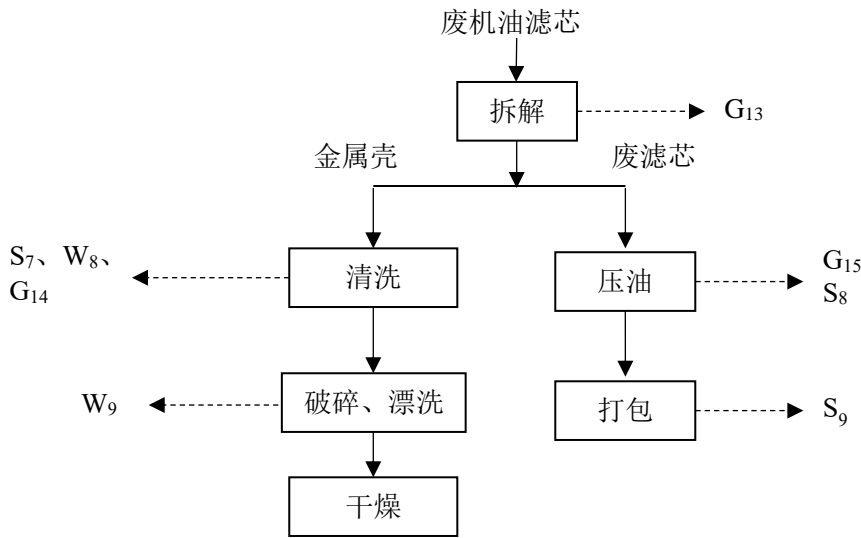 废机油滤芯
拆解
G₁₃
金属壳
废滤芯
S₇、W₈、
G₁₄
清洗
压油
G₁₅
S₈
W₉
破碎、漂洗
打包
S₉
干燥